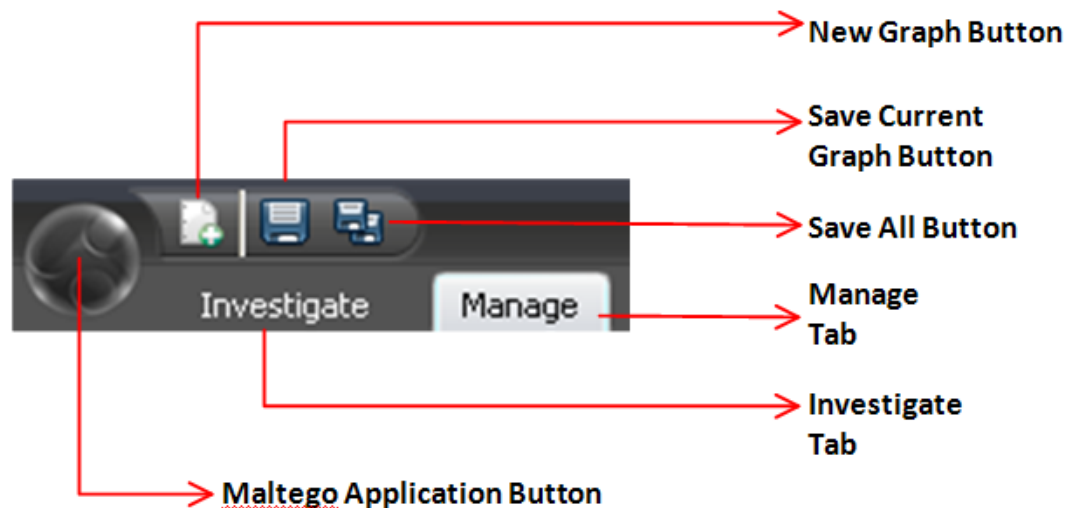 New Graph Button
Save Current
Graph Button
Save All Button
Investigate
Manage
Manage
Tab
Investigate
Tab
Maltego Application Button